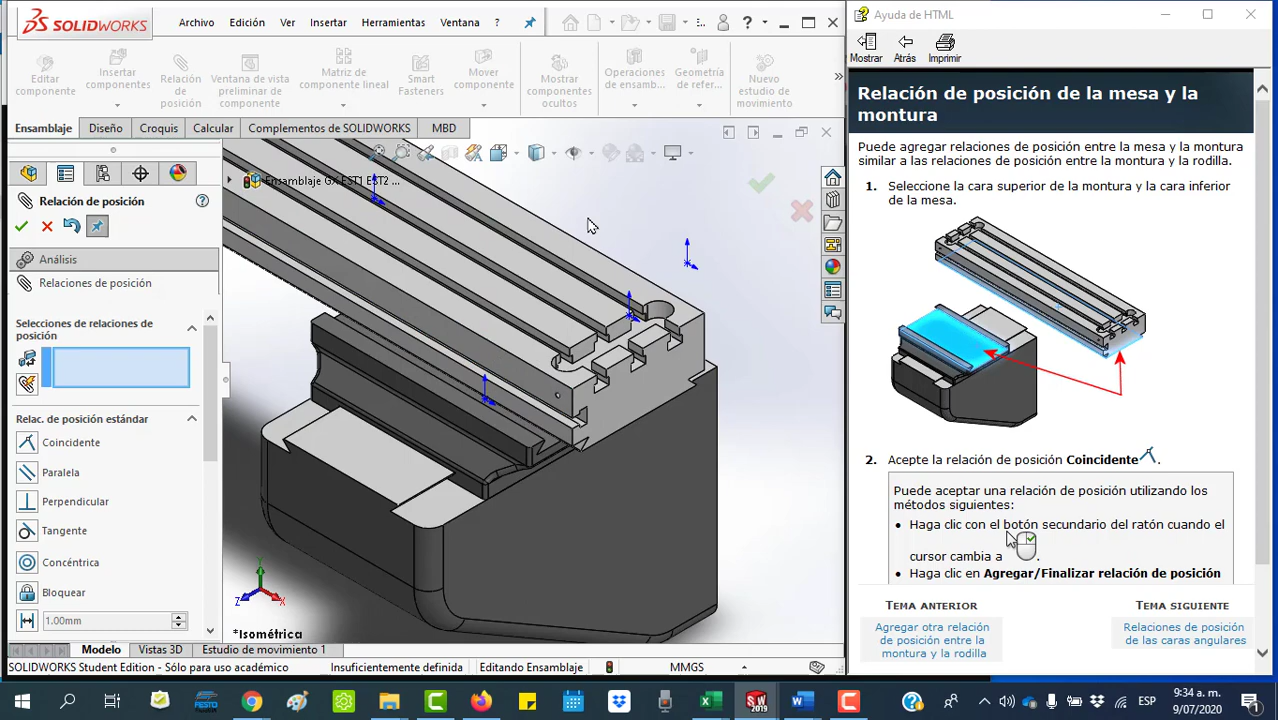 SOLIDWORKS
Archivo Edición Ver Insertar Herramientas Ventana ?
Editar componente
Insertar componentes
Relación de posición
Ventana de vista preliminar de componente
Matriz de componente lineal
Smart Fasteners
Mover componente
Mostrar componentes ocultos
Operaciones de ensamb...
Geometría de refer...
Nuevo estudio de movimiento
Ensamblaje Diseño Croquis Calcular Complementos de SOLIDWORKS MBD
Ensamblaje GX EST1 EST2 ...
Relación de posición
Análisis
Relaciones de posición
Selecciones de relaciones de
posición
Relac. de posición estándar
Coincidente
Paralela
Perpendicular
Tangente
Concéntrica
Bloquear
1.00mm
Y
Z
X
*Isométrica
Modelo Vistas 3D Estudio de movimiento 1
SOLIDWORKS Student Edition - Sólo para uso académico Insuficientemente definida Editando Ensamblaje MMGS
Ayuda de HTML
Mostrar Atrás Imprimir
Relación de posición de la mesa y la
montura
Puede agregar relaciones de posición entre la mesa y la montura
similar a las relaciones de posición entre la montura y la rodilla.
1. Seleccione la cara superior de la montura y la cara inferior
de la mesa.
2. Acepte la relación de posición Coincidente.
Puede aceptar una relación de posición utilizando los
métodos siguientes:
• Haga clic con el botón secundario del ratón cuando el
cursor cambia a .
• Haga clic en Agregar/Finalizar relación de posición
TEMA ANTERIOR
Agregar otra relación
de posición entre la
montura y la rodilla
TEMA SIGUIENTE
Relaciones de posición
de las caras angulares
FESTO
SW
2019
ESP
9:34 a. m.
9/07/2020
1